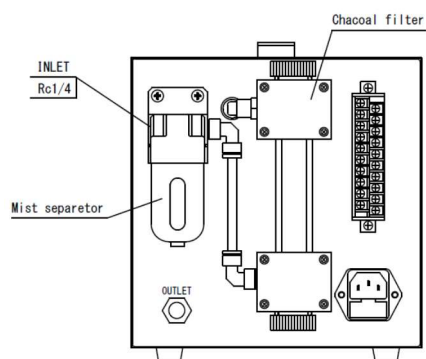 Chacoal filter
INLET
Rc1/4
Mist separetor
OUTLET